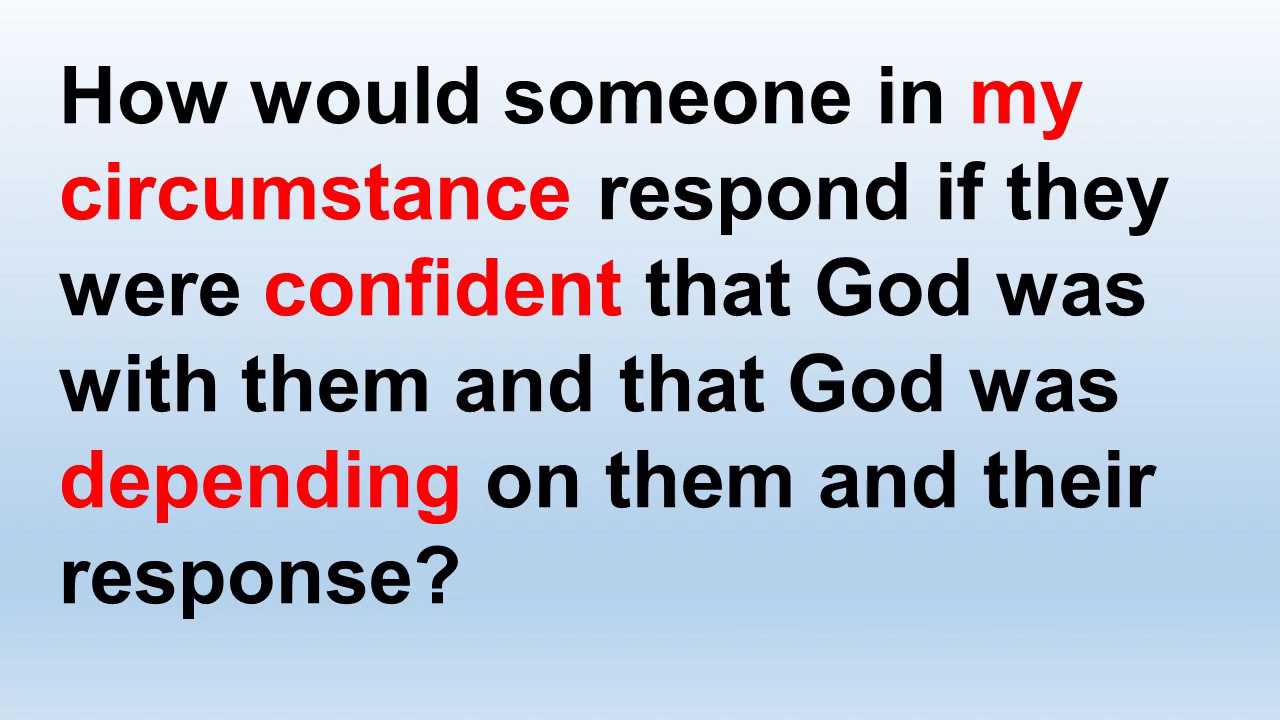 How would someone in my
circumstance respond if they
were confident that God was
with them and that God was
depending on them and their
response?